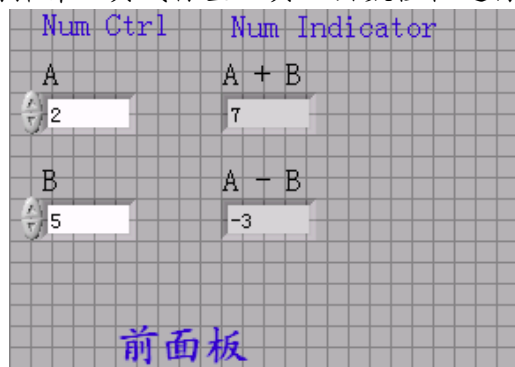 Num Ctrl Num Indicator
A A + B
2 7
B A - B
5 -3
前面板